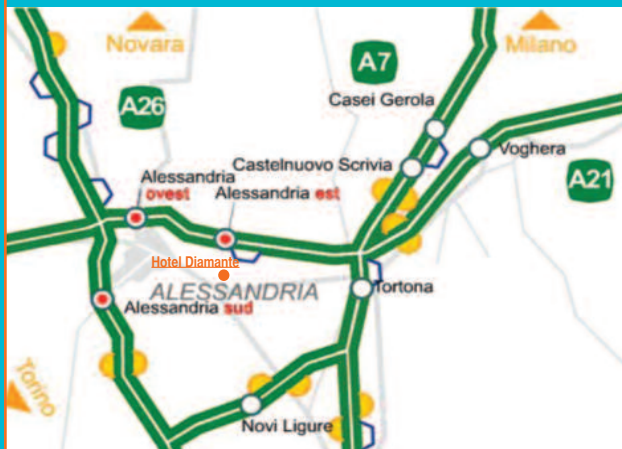 Novara
A7
Milano
A26
Casei Gerola
Castelnuovo Scrivia
Voghera
Alessandria
ovest
Alessandria est
A21
Hotel Diamante
ALESSANDRIA
Tortona
Alessandria sud
Torino
Novi Ligure